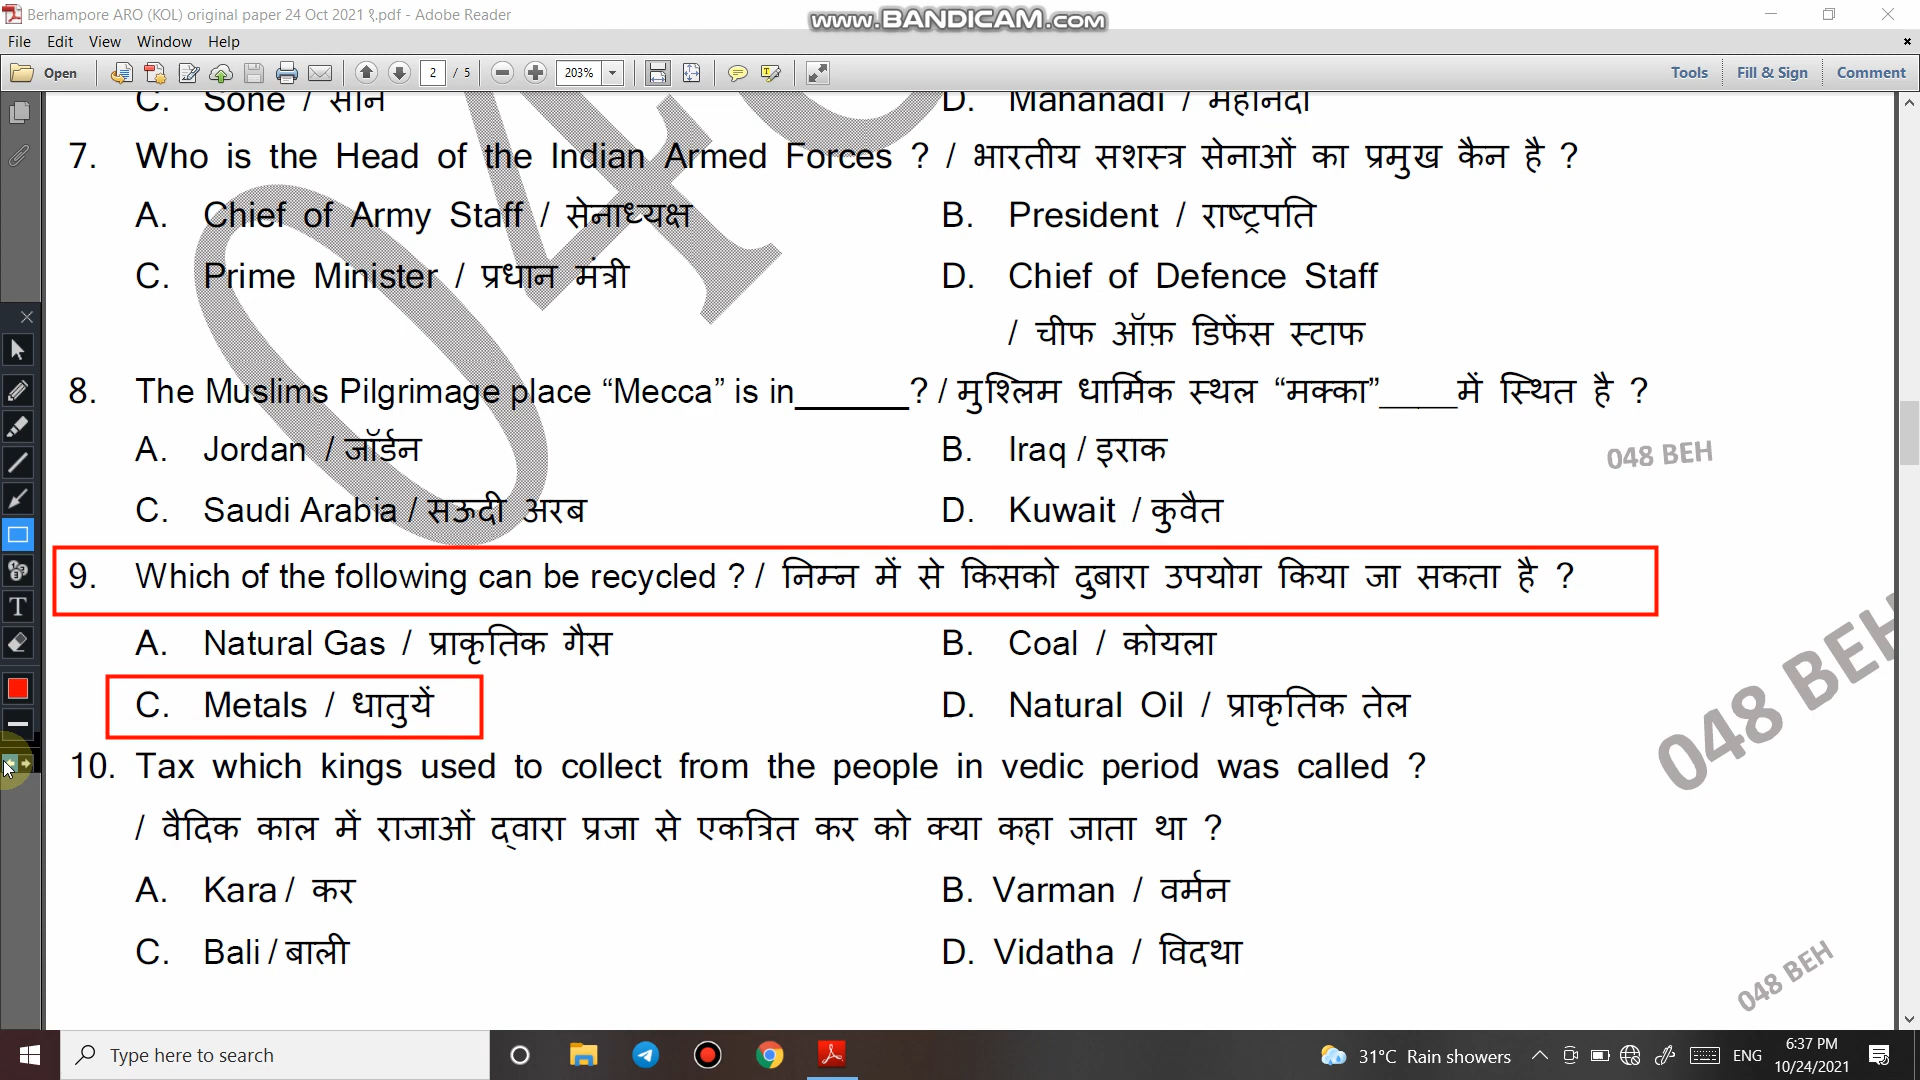 Berhampore ARO (KOL) original paper 24 Oct 2021 १.pdf - Adobe Reader
www.BANDICAM.com
File Edit View Window Help
Open 2 / 5 203% Tools Fill & Sign Comment
C. Sone / सोन D. Mahanadi / महानदी
7. Who is the Head of the Indian Armed Forces ? / भारतीय सशस्त्र सेनाओं का प्रमुख कैन है ?
A. Chief of Army Staff / सेनाध्यक्ष B. President / राष्ट्रपति
C. Prime Minister / प्रधान मंत्री D. Chief of Defence Staff
/ चीफ ऑफ़ डिफेंस स्टाफ
8. The Muslims Pilgrimage place “Mecca” is in______? / मुश्लिम धार्मिक स्थल “मक्का”____में स्थित है ?
A. Jordan / जॉर्डन B. Iraq / इराक
048 BEH
C. Saudi Arabia / सऊदी अरब D. Kuwait / कुवैत
9. Which of the following can be recycled ? / निम्न में से किसको दुबारा उपयोग किया जा सकता है ?
A. Natural Gas / प्राकृतिक गैस B. Coal / कोयला
C. Metals / धातुयें D. Natural Oil / प्राकृतिक तेल
048 BEH
10. Tax which kings used to collect from the people in vedic period was called ?
/ वैदिक काल में राजाओं द्वारा प्रजा से एकत्रित कर को क्या कहा जाता था ?
A. Kara / कर B. Varman / वर्मन
C. Bali / बाली D. Vidatha / विदथा
048 BEH
Type here to search
31°C Rain showers ENG 6:37 PM
10/24/2021